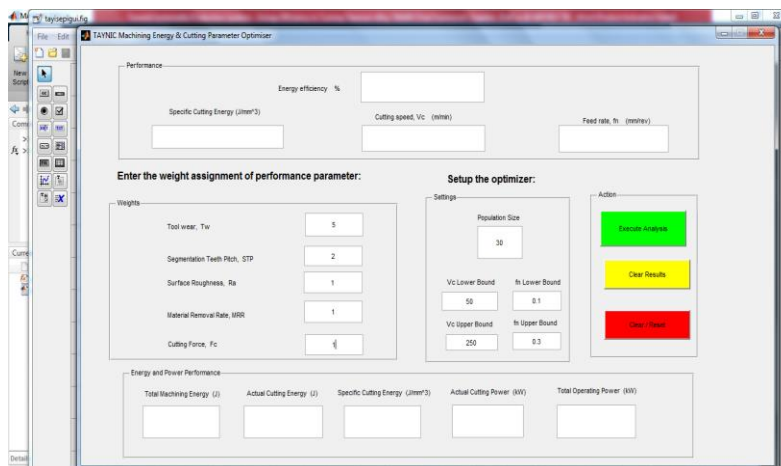 tayisepigui.fig
TAYNIC Machining Energy & Cutting Parameter Optimiser
File Edit
New
Script
Performance
Energy efficiency %
Specific Cutting Energy (J/mm^3)
Cutting speed, Vc (m/min)
Feed rate, fn (mm/rev)
Enter the weight assignment of performance parameter:
Setup the optimizer:
Weights
Tool wear, Tw 5
Segmentation Teeth Pitch, STP 2
Surface Roughness, Ra 1
Material Removal Rate, MRR 1
Cutting Force, Fc 1
Settings
Population Size
30
Vc Lower Bound fn Lower Bound
50 0.1
Vc Upper Bound fn Upper Bound
250 0.3
Action
Execute Analysis
Clear Results
Clear / Reset
Energy and Power Performance
Total Machining Energy (J)
Actual Cutting Energy (J)
Specific Cutting Energy (J/mm^3)
Actual Cutting Power (kW)
Total Operating Power (kW)
fx >
Detail